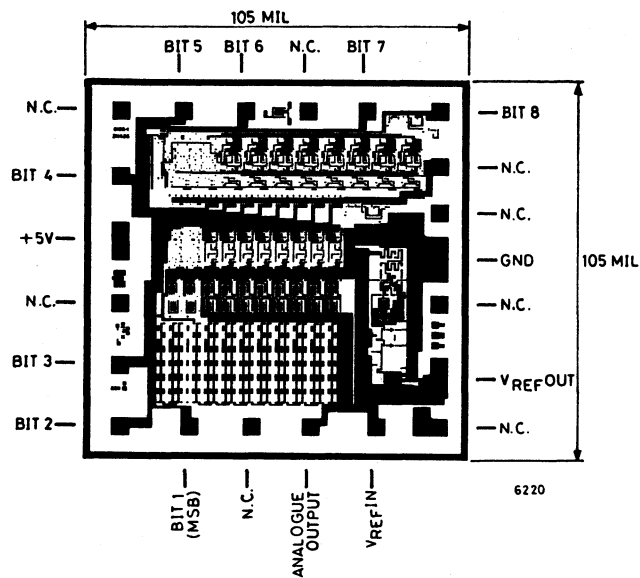 105 MIL
BIT 5 BIT 6 N.C. BIT 7
N.C.
BIT 8
BIT 4
N.C.
N.C.
+5V
GND
105 MIL
N.C.
N.C.
BIT 3
VREF OUT
BIT 2
N.C.
BIT 1
(MSB)
N.C.
ANALOGUE
OUTPUT
VREF IN
6220